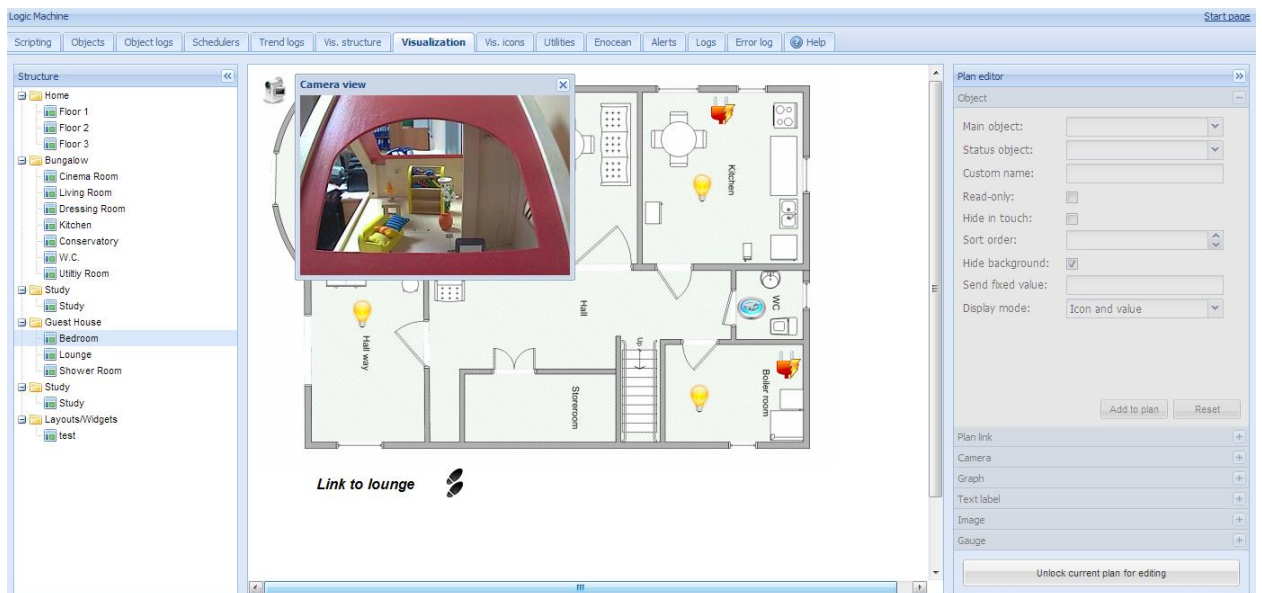 Logic Machine
Start page
Scripting Objects Object logs Schedulers Trend logs Vis. structure Visualization Vis. icons Utilities Enocean Alerts Logs Error log Help
Structure
Home
Floor 1
Floor 2
Floor 3
Bungalow
Cinema Room
Living Room
Dressing Room
Kitchen
Conservatory
W.C.
Utiltiy Room
Study
Study
Guest House
Bedroom
Lounge
Shower Room
Study
Study
Layouts/Widgets
test
Camera view
Kitchen
Hall
WC
Hall way
Up
Storeroom
Boiler room
Link to lounge
Plan editor
Object
Main object:
Status object:
Custom name:
Read-only:
Hide in touch:
Sort order:
Hide background:
Send fixed value:
Display mode: Icon and value
Add to plan Reset
Plan link
Camera
Graph
Text label
Image
Gauge
Unlock current plan for editing